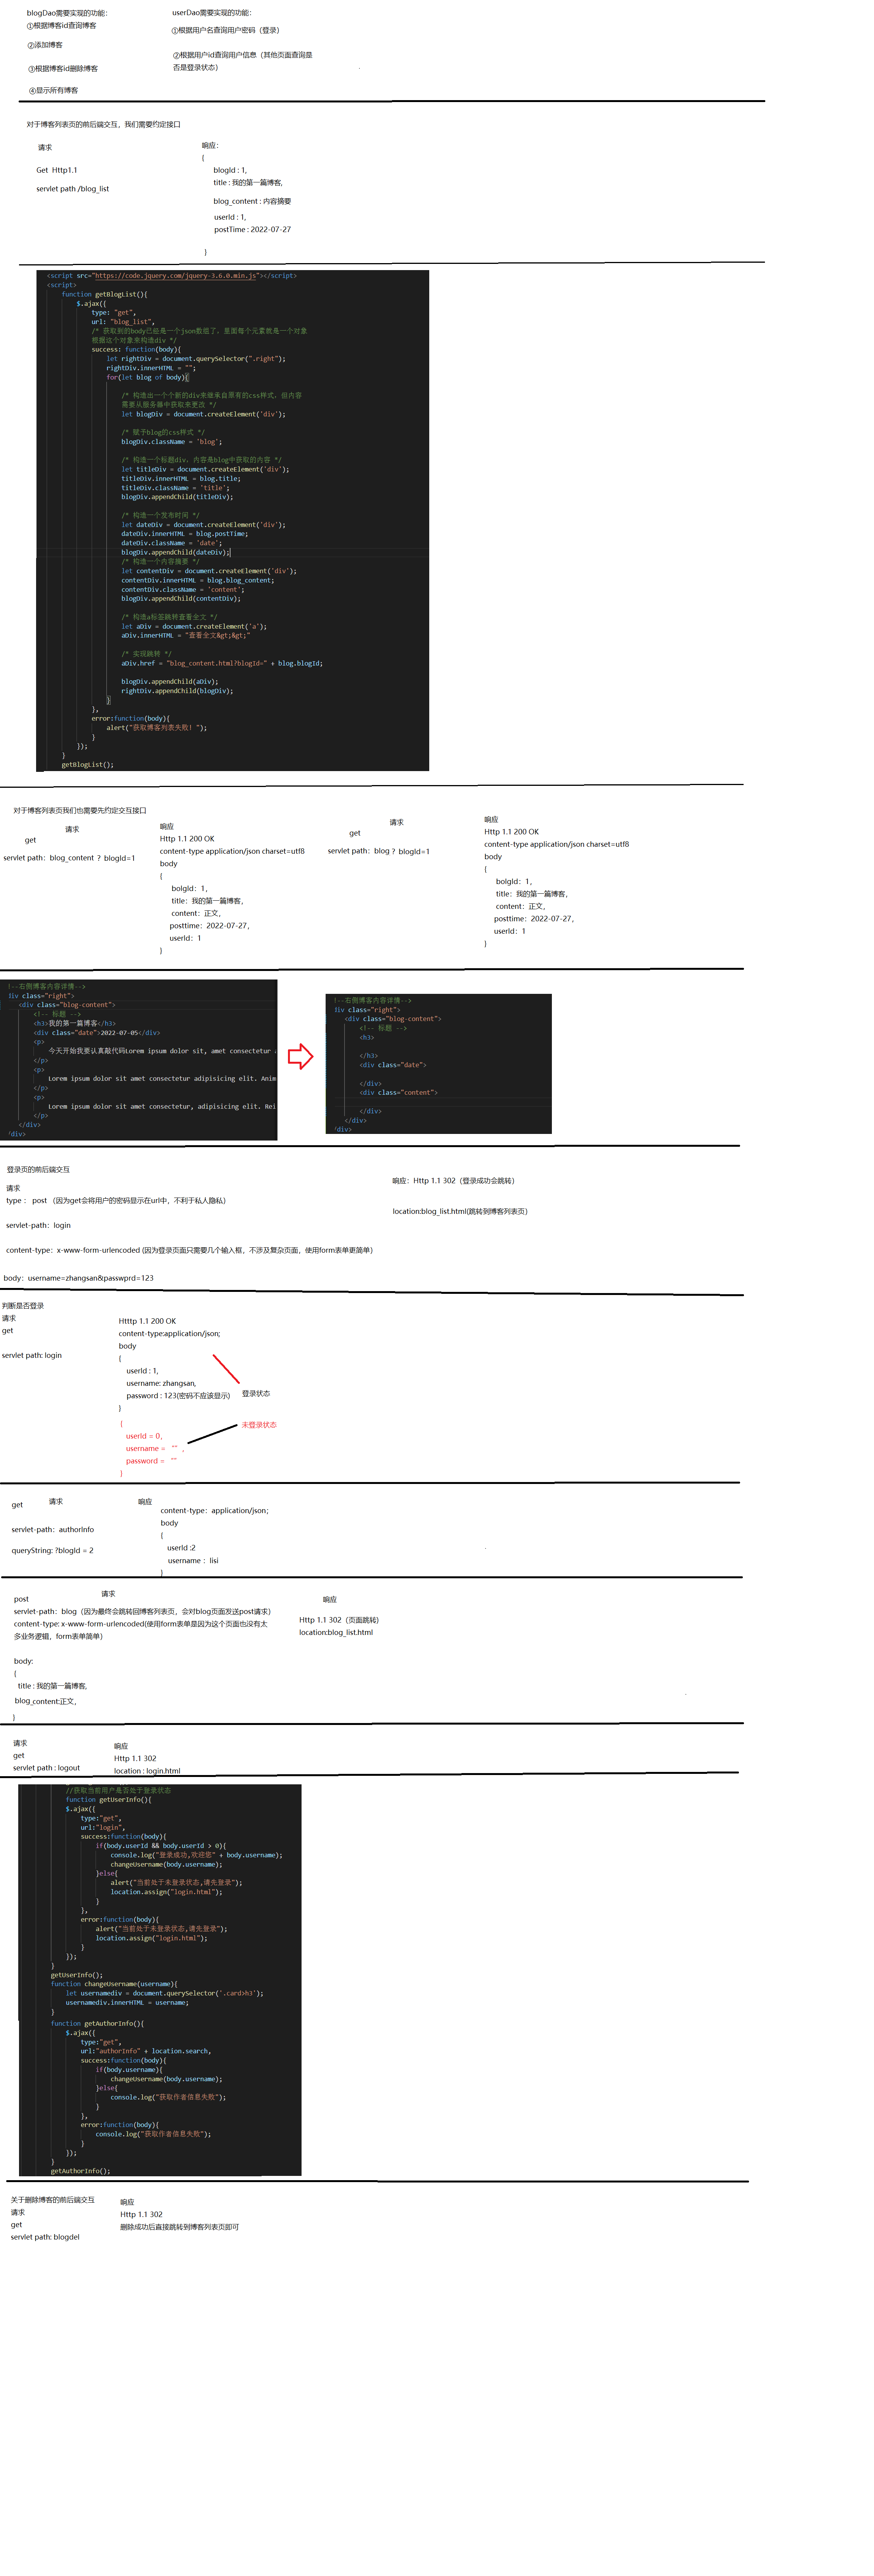 blogDao需要实现的功能：
①根据博客id查询博客
②添加博客
③根据博客id删除博客
④显示所有博客
userDao需要实现的功能：
①根据用户名查询用户密码（登录）
②根据用户id查询用户信息（其他页面查询是
否是登录状态）
对于博客列表页的前后端交互，我们需要约定接口
请求
Get  Http1.1
servlet path /blog_list
响应：
{
blogId : 1,
title : 我的第一篇博客,
blog_content : 内容摘要
userId : 1,
postTime : 2022-07-27
}
<script src="https://code.jquery.com/jquery-3.6.0.min.js"></script>
<script>
function getBlogList(){
$.ajax({
type: "get",
url: "blog_list",
/* 获取到的body已经是一个json数组了，里面每个元素就是一个对象
根据这个对象来构造div */
success: function(body){
let rightDiv = document.querySelector(".right");
rightDiv.innerHTML = "";
for(let blog of body){
/* 构造出一个个新的div来继承自原有的css样式，但内容
需要从服务器中获取来更改 */
let blogDiv = document.createElement('div');
/* 赋予blog的css样式 */
blogDiv.className = 'blog';
/* 构造一个标题div，内容是blog中获取的内容 */
let titleDiv = document.createElement('div');
titleDiv.innerHTML = blog.title;
titleDiv.className = 'title';
blogDiv.appendChild(titleDiv);
/* 构造一个发布时间 */
let dateDiv = document.createElement('div');
dateDiv.innerHTML = blog.postTime;
dateDiv.className = 'date';
blogDiv.appendChild(dateDiv);
/* 构造一个内容摘要 */
let contentDiv = document.createElement('div');
contentDiv.innerHTML = blog.blog_content;
contentDiv.className = 'content';
blogDiv.appendChild(contentDiv);
/* 构造a标签跳转查看全文 */
let aDiv = document.createElement('a');
aDiv.innerHTML = "查看全文&gt;&gt;"
/* 实现跳转 */
aDiv.href = "blog_content.html?blogId=" + blog.blogId;
blogDiv.appendChild(aDiv);
rightDiv.appendChild(blogDiv);
}
},
error:function(body){
alert("获取博客列表失败! ");
}
});
}
getBlogList();
对于博客列表页我们也需要先约定交互接口
请求
get
servlet path：blog_content ？blogId=1
响应
Http 1.1 200 OK
content-type application/json charset=utf8
body
{
bolgId：1，
title：我的第一篇博客，
content：正文，
posttime：2022-07-27，
userId：1
}
请求
get
servlet path：blog ？blogId=1
响应
Http 1.1 200 OK
content-type application/json charset=utf8
body
{
bolgId：1，
title：我的第一篇博客，
content：正文，
posttime：2022-07-27，
userId：1
}
!--右侧博客内容详情-->
div class="right">
<div class="blog-content">
<!-- 标题 -->
<h3>我的第一篇博客</h3>
<div class="date">2022-07-05</div>
<p>
今天开始我要认真敲代码Lorem ipsum dolor sit, amet consectetur a
</p>
<p>
Lorem ipsum dolor sit amet consectetur adipisicing elit. Anim
</p>
<p>
Lorem ipsum dolor sit amet consectetur, adipisicing elit. Rei
</p>
</div>
/div>
!--右侧博客内容详情-->
div class="right">
<div class="blog-content">
<!-- 标题 -->
<h3>
</h3>
<div class="date">
</div>
<div class="content">
</div>
</div>
/div>
登录页的前后端交互
请求
type ： post （因为get会将用户的密码显示在url中，不利于私人隐私）
servlet-path：login
content-type：x-www-form-urlencoded (因为登录页面只需要几个输入框，不涉及复杂页面，使用form表单更简单）
body：username=zhangsan&passwprd=123
响应：Http 1.1 302（登录成功会跳转）
location:blog_list.html(跳转到博客列表页）
判断是否登录
请求
get
servlet path: login
Htttp 1.1 200 OK
content-type:application/json;
body
{
userId : 1,
username: zhangsan,
password : 123(密码不应该显示)
}
登录状态
{
userId = 0，
username = “”，
password = “”
}
未登录状态
get
请求
servlet-path：authorInfo
queryString: ?blogId = 2
响应
content-type：application/json；
body
{
userId :2
username ：lisi
}
post
请求
servlet-path：blog（因为最终会跳转回博客列表页，会对blog页面发送post请求）
content-type: x-www-form-urlencoded(使用form表单是因为这个页面也没有太
多业务逻辑，form表单简单）
body:
{
title : 我的第一篇博客,
blog_content:正文，
}
响应
Http 1.1 302（页面跳转）
location:blog_list.html
请求
get
servlet path : logout
响应
Http 1.1 302
location : login.html
//获取当前用户是否处于登录状态
function getUserInfo(){
$.ajax({
type:"get",
url:"login",
success:function(body){
if(body.userId && body.userId > 0){
console.log("登录成功,欢迎您" + body.username);
changeUsername(body.username);
}else{
alert("当前处于未登录状态,请先登录");
location.assign("login.html");
}
},
error:function(body){
alert("当前处于未登录状态,请先登录");
location.assign("login.html");
}
});
}
getUserInfo();
function changeUsername(username){
let usernamediv = document.querySelector('.card>h3');
usernamediv.innerHTML = username;
}
function getAuthorInfo(){
$.ajax({
type:"get",
url:"authorInfo" + location.search,
success:function(body){
if(body.username){
changeUsername(body.username);
}else{
console.log("获取作者信息失败");
}
},
error:function(body){
console.log("获取作者信息失败");
}
});
}
getAuthorInfo();
关于删除博客的前后端交互
请求
get
servlet path: blogdel
响应
Http 1.1 302
删除成功后直接跳转到博客列表页即可